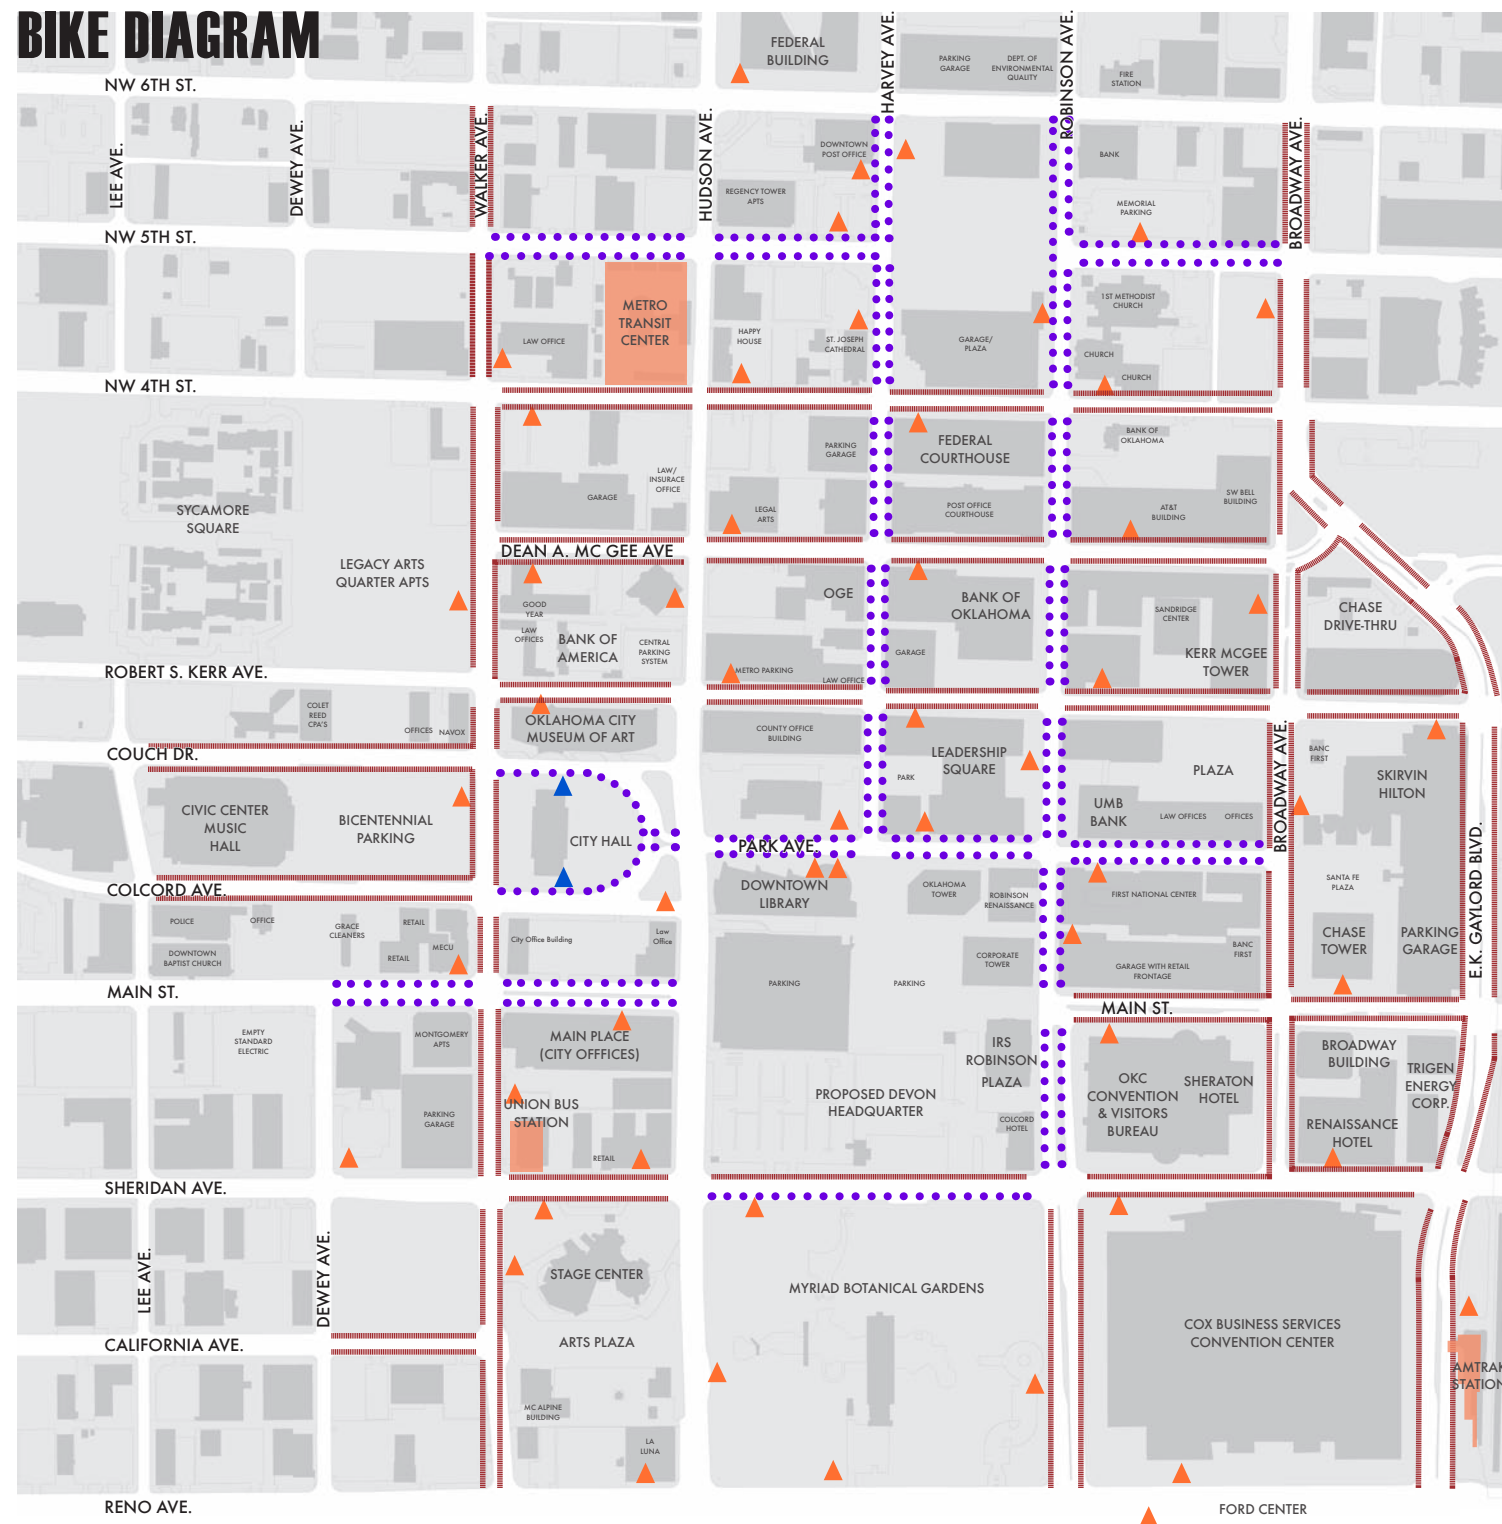 BIKE DIAGRAM
FEDERAL
BUILDING
HARVEY AVE.
PARKING
GARAGE
DEPT. OF
ENVIRONMENTAL
QUALITY
ROBINSON AVE.
FIRE
STATION
NW 6TH ST.
LEE AVE.
DEWEY AVE.
WALKER AVE.
HUDSON AVE.
DOWNTOWN
POST OFFICE
REGENCY TOWER
APTS
BANK
MEMORIAL
PARKING
BROADWAY AVE.
NW 5TH ST.
METRO
TRANSIT
CENTER
LAW OFFICE
HAPPY
HOUSE
ST. JOSEPH
CATHEDRAL
GARAGE/
PLAZA
1ST METHODIST
CHURCH
CHURCH
CHURCH
NW 4TH ST.
SYCAMORE
SQUARE
LEGACY ARTS
QUARTER APTS
GARAGE
LAW/
INSURACE
OFFICE
PARKING
GARAGE
LEGAL
ARTS
FEDERAL
COURTHOUSE
POST OFFICE
COURTHOUSE
BANK OF
OKLAHOMA
AT&T
BUILDING
SW BELL
BUILDING
DEAN A. MC GEE AVE
GOOD
YEAR
LAW
OFFICES
BANK OF
AMERICA
CENTRAL
PARKING
SYSTEM
OGE
METRO PARKING
LAW OFFICE
BANK OF
OKLAHOMA
GARAGE
SANDRIDGE
CENTER
KERR MCGEE
TOWER
CHASE
DRIVE-THRU
ROBERT S. KERR AVE.
COLET
REED
CPA'S
OFFICES
NAVOX
OKLAHOMA CITY
MUSEUM OF ART
COUNTY OFFICE
BUILDING
LEADERSHIP
SQUARE
PARK
PLAZA
UMB
BANK
LAW OFFICES
OFFICES
BROADWAY AVE.
BANC
FIRST
SKIRVIN
HILTON
COUCH DR.
CIVIC CENTER
MUSIC
HALL
BICENTENNIAL
PARKING
CITY HALL
PARK AVE.
E.K. GAYLORD BLVD.
COLCORD AVE.
DOWNTOWN
LIBRARY
OKLAHOMA
TOWER
ROBINSON
RENAISSANCE
FIRST NATIONAL CENTER
SANTA FE
PLAZA
POLICE
OFFICE
DOWNTOWN
BAPTIST CHURCH
GRACE
CLEANERS
RETAIL
RETAIL
MECU
City Office Building
Law
Office
PARKING
PARKING
CORPORATE
TOWER
GARAGE WITH RETAIL
FRONTAGE
BANC
FIRST
CHASE
TOWER
PARKING
GARAGE
MAIN ST.
MAIN ST.
EMPTY
STANDARD
ELECTRIC
MONTGOMERY
APTS
PARKING
GARAGE
MAIN PLACE
(CITY OFFFICES)
UNION BUS
STATION
RETAIL
PROPOSED DEVON
HEADQUARTER
IRS
ROBINSON
PLAZA
COLCORD
HOTEL
OKC
CONVENTION
& VISITORS
BUREAU
SHERATON
HOTEL
BROADWAY
BUILDING
TRIGEN
ENERGY
CORP.
RENAISSANCE
HOTEL
SHERIDAN AVE.
LEE AVE.
DEWEY AVE.
STAGE CENTER
ARTS PLAZA
MYRIAD BOTANICAL GARDENS
COX BUSINESS SERVICES
CONVENTION CENTER
CALIFORNIA AVE.
AMTRAK
STATION
MC ALPINE
BUILDING
LA
LUNA
RENO AVE.
FORD CENTER